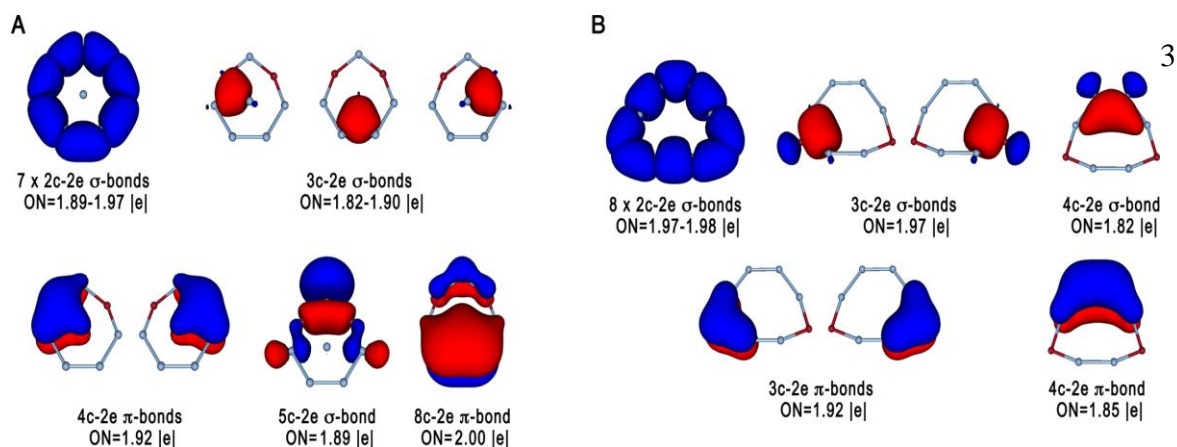 A
B
3
7 x 2c-2e σ-bonds
ON=1.89-1.97 |e|
3c-2e σ-bonds
ON=1.82-1.90 |e|
8 x 2c-2e σ-bonds
ON=1.97-1.98 |e|
3c-2e σ-bonds
ON=1.97 |e|
4c-2e σ-bond
ON=1.82 |e|
4c-2e π-bonds
ON=1.92 |e|
5c-2e σ-bond
ON=1.89 |e|
8c-2e π-bond
ON=2.00 |e|
3c-2e π-bonds
ON=1.92 |e|
4c-2e π-bond
ON=1.85 |e|